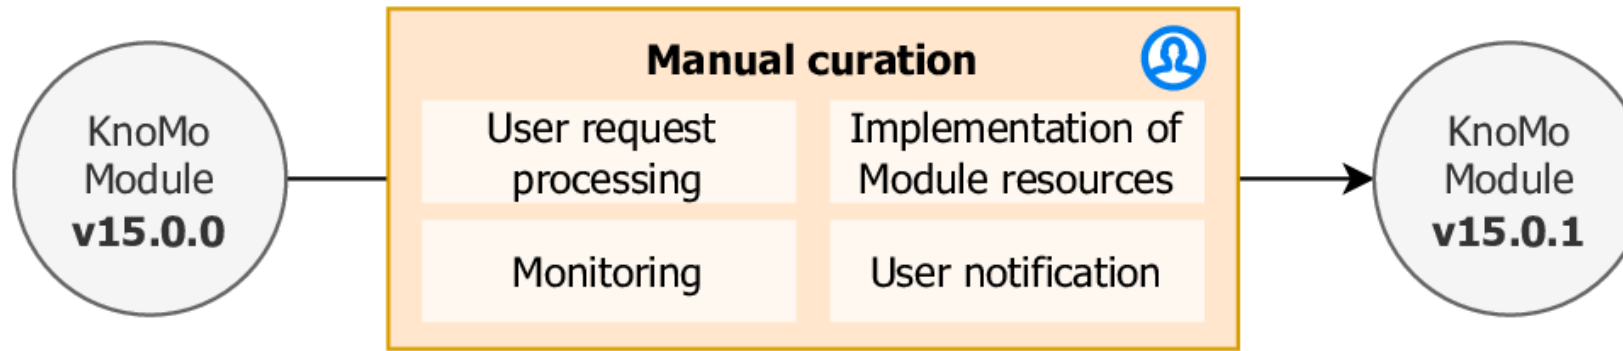 KnoMo
Module
v15.0.0
Manual curation
User request
processing
Implementation of
Module resources
Monitoring
User notification
KnoMo
Module
v15.0.1